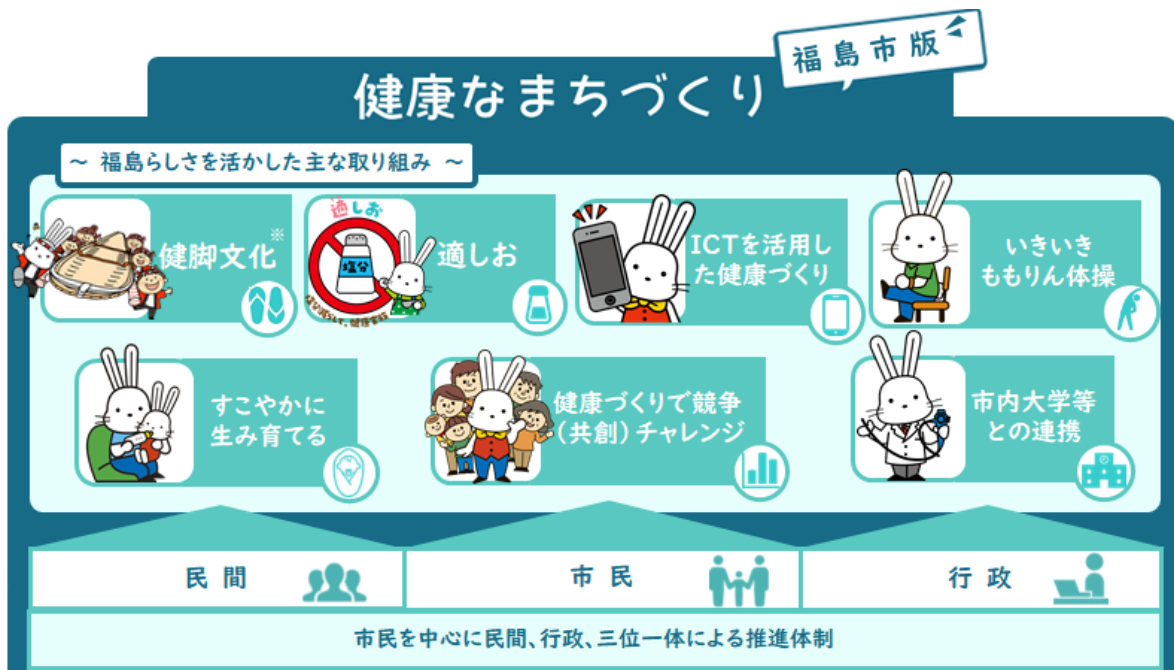 福島市版
健康なまちづくり
～ 福島らしさを活かした主な取り組み ～
健脚文化※
適しお
塩分
適しお
ICTを活用し
た健康づくり
いきいき
ももりん体操
すこやかに
生み育てる
健康づくりで競争
（共創）チャレンジ
市内大学等
との連携
民間
市民
行政
市民を中心に民間、行政、三位一体による推進体制